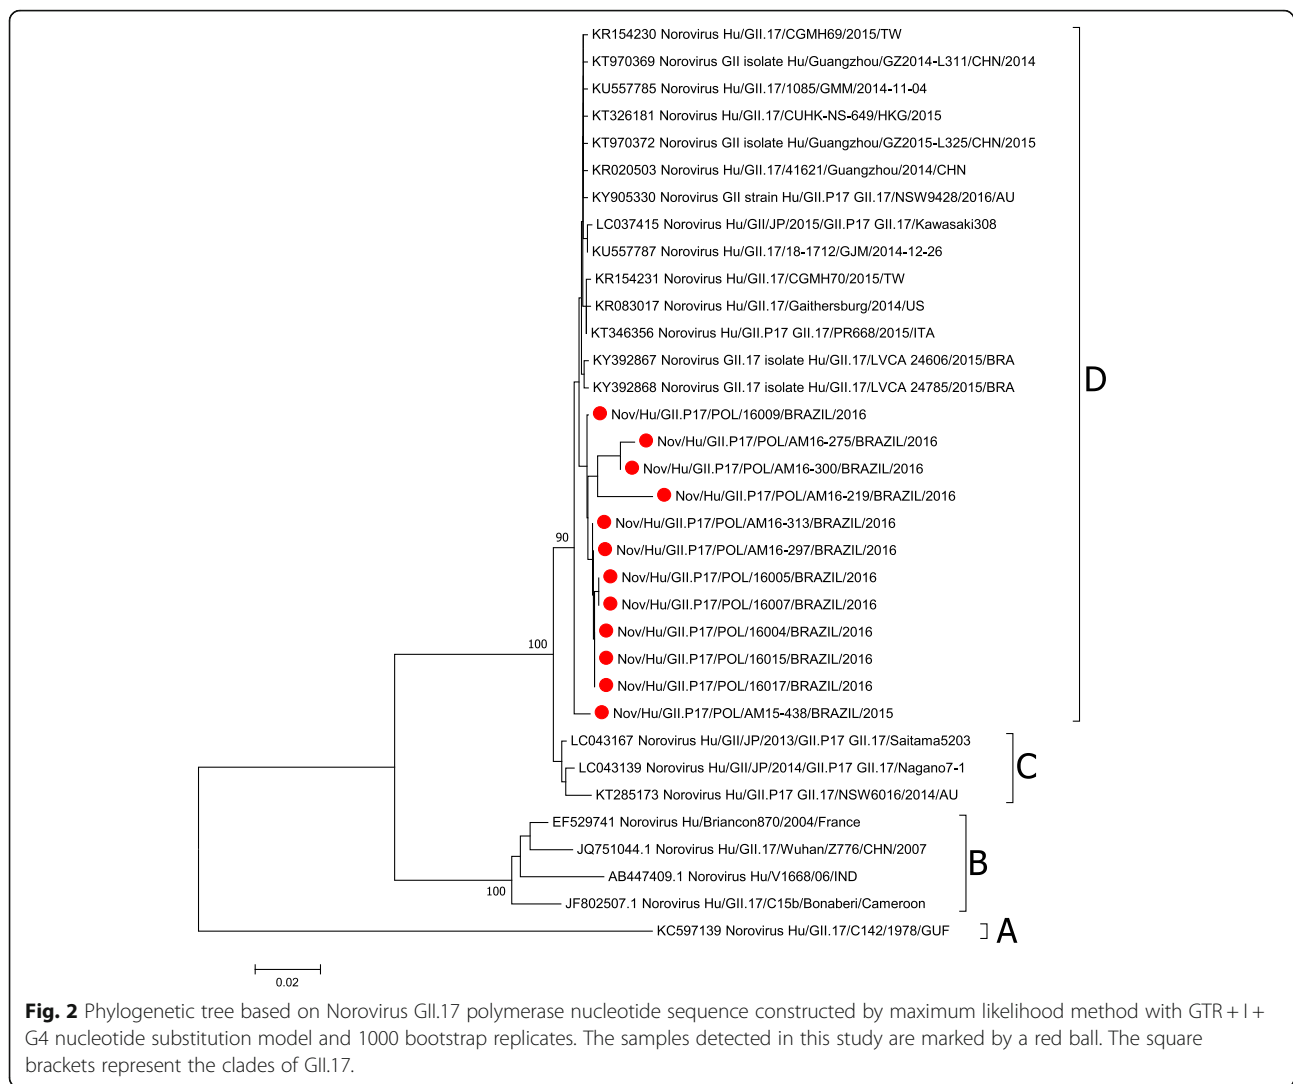 KR154230 Norovirus Hu/GII.17/CGMH69/2015/TW
KT970369 Norovirus GII isolate Hu/Guangzhou/GZ2014-L311/CHN/2014
KU557785 Norovirus Hu/GII.17/1085/GMM/2014-11-04
KT326181 Norovirus Hu/GII.17/CUHK-NS-649/HKG/2015
KT970372 Norovirus GII isolate Hu/Guangzhou/GZ2015-L325/CHN/2015
KR020503 Norovirus Hu/GII.17/41621/Guangzhou/2014/CHN
KY905330 Norovirus GII strain Hu/GII.P17 GII.17/NSW9428/2016/AU
LC037415 Norovirus Hu/GII/JP/2015/GII.P17 GII.17/Kawasaki308
KU557787 Norovirus Hu/GII.17/18-1712/GJM/2014-12-26
KR154231 Norovirus Hu/GII.17/CGMH70/2015/TW
KR083017 Norovirus Hu/GII.17/Gaithersburg/2014/US
KT346356 Norovirus Hu/GII.P17 GII.17/PR668/2015/ITA
KY392867 Norovirus GII.17 isolate Hu/GII.17/LVCA 24606/2015/BRA
KY392868 Norovirus GII.17 isolate Hu/GII.17/LVCA 24785/2015/BRA
D
Nov/Hu/GII.P17/POL/16009/BRAZIL/2016
Nov/Hu/GII.P17/POL/AM16-275/BRAZIL/2016
Nov/Hu/GII.P17/POL/AM16-300/BRAZIL/2016
Nov/Hu/GII.P17/POL/AM16-219/BRAZIL/2016
Nov/Hu/GII.P17/POL/AM16-313/BRAZIL/2016
90
Nov/Hu/GII.P17/POL/AM16-297/BRAZIL/2016
Nov/Hu/GII.P17/POL/16005/BRAZIL/2016
Nov/Hu/GII.P17/POL/16007/BRAZIL/2016
Nov/Hu/GII.P17/POL/16004/BRAZIL/2016
100
Nov/Hu/GII.P17/POL/16015/BRAZIL/2016
Nov/Hu/GII.P17/POL/16017/BRAZIL/2016
Nov/Hu/GII.P17/POL/AM15-438/BRAZIL/2015
LC043167 Norovirus Hu/GII/JP/2013/GII.P17 GII.17/Saitama5203
LC043139 Norovirus Hu/GII/JP/2014/GII.P17 GII.17/Nagano7-1
C
KT285173 Norovirus Hu/GII.P17 GII.17/NSW6016/2014/AU
EF529741 Norovirus Hu/Briancon870/2004/France
JQ751044.1 Norovirus Hu/GII.17/Wuhan/Z776/CHN/2007
B
AB447409.1 Norovirus Hu/V1668/06/IND
100
JF802507.1 Norovirus Hu/GII.17/C15b/Bonaberi/Cameroon
KC597139 Norovirus Hu/GII.17/C142/1978/GUF
A
0.02
Fig. 2 Phylogenetic tree based on Norovirus GII.17 polymerase nucleotide sequence constructed by maximum likelihood method with GTR + I +
G4 nucleotide substitution model and 1000 bootstrap replicates. The samples detected in this study are marked by a red ball. The square
brackets represent the clades of GII.17.